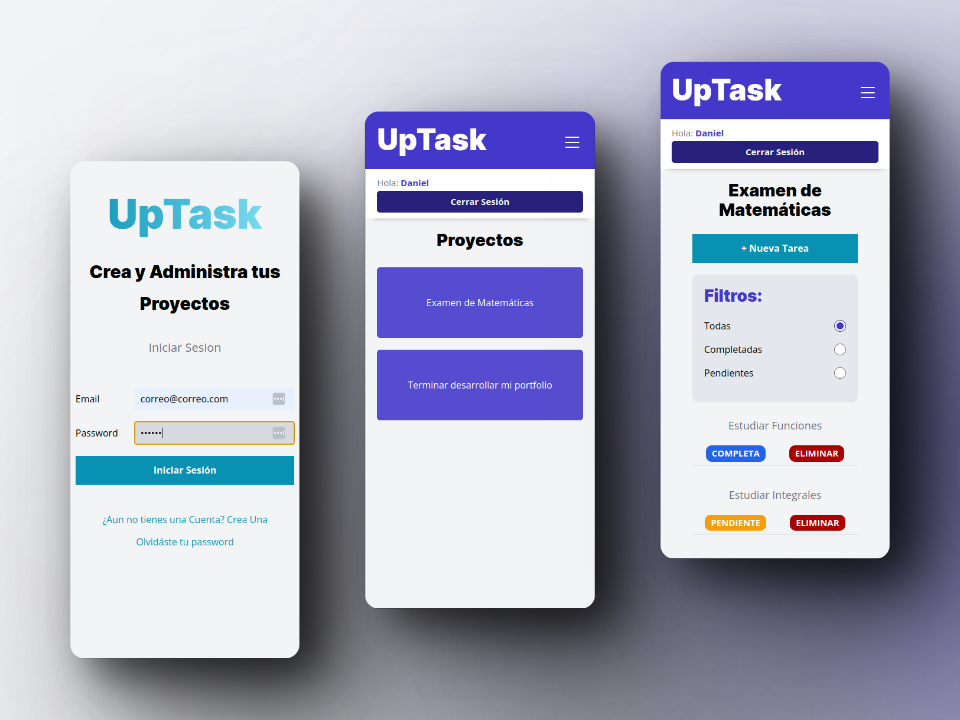 UpTask
Crea y Administra tus
Proyectos
Iniciar Sesion
Email
correo@correo.com
Password
••••••
Iniciar Sesión
¿Aun no tienes una Cuenta? Crea Una
Olvidáste tu password
UpTask
Hola: Daniel
Cerrar Sesión
Proyectos
Examen de Matemáticas
Terminar desarrollar mi portfolio
UpTask
Hola: Daniel
Cerrar Sesión
Examen de
Matemáticas
+ Nueva Tarea
Filtros:
Todas
Completadas
Pendientes
Estudiar Funciones
COMPLETA ELIMINAR
Estudiar Integrales
PENDIENTE ELIMINAR